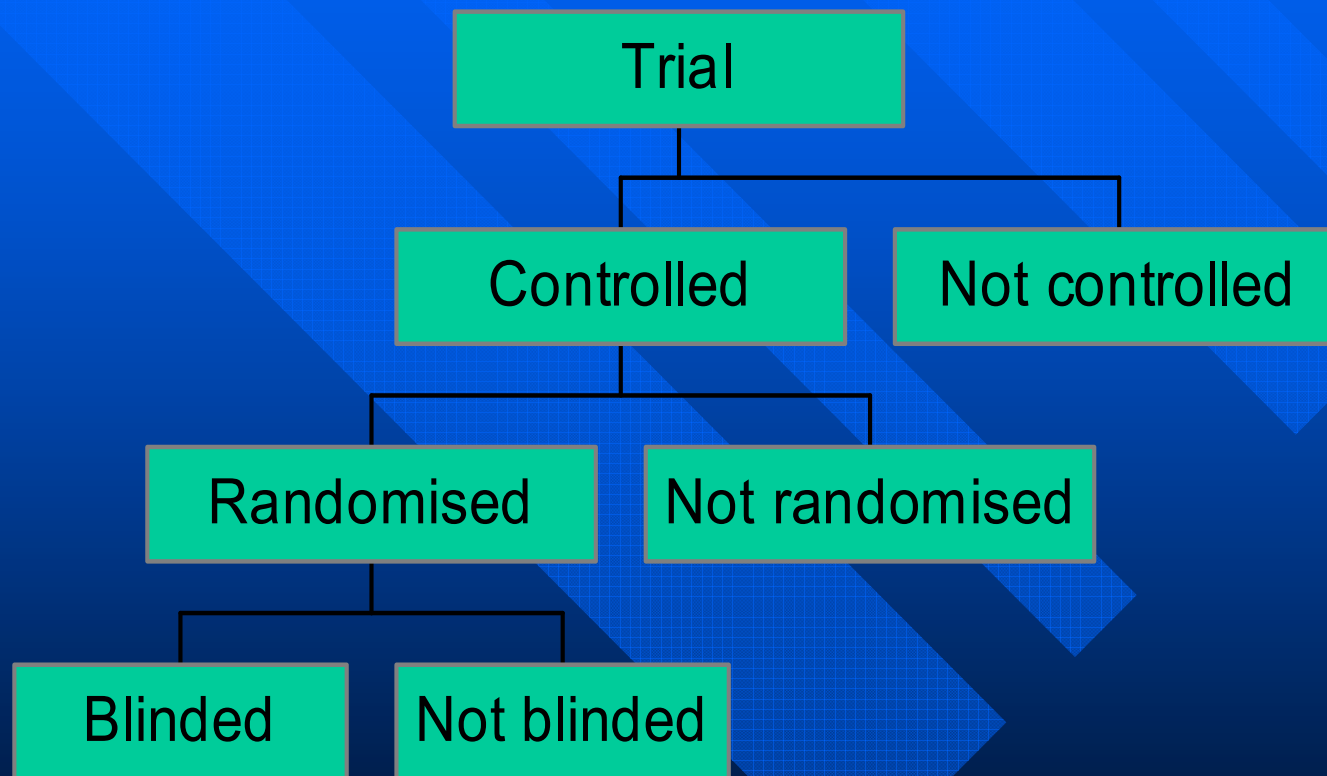 Trial
Controlled
Not controlled
Randomised
Not randomised
Blinded
Not blinded